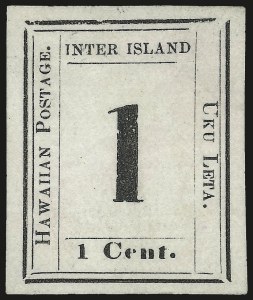 INTER ISLAND
HAWAIIAN POSTAGE.
1
UKU LETA.
1 Cent.